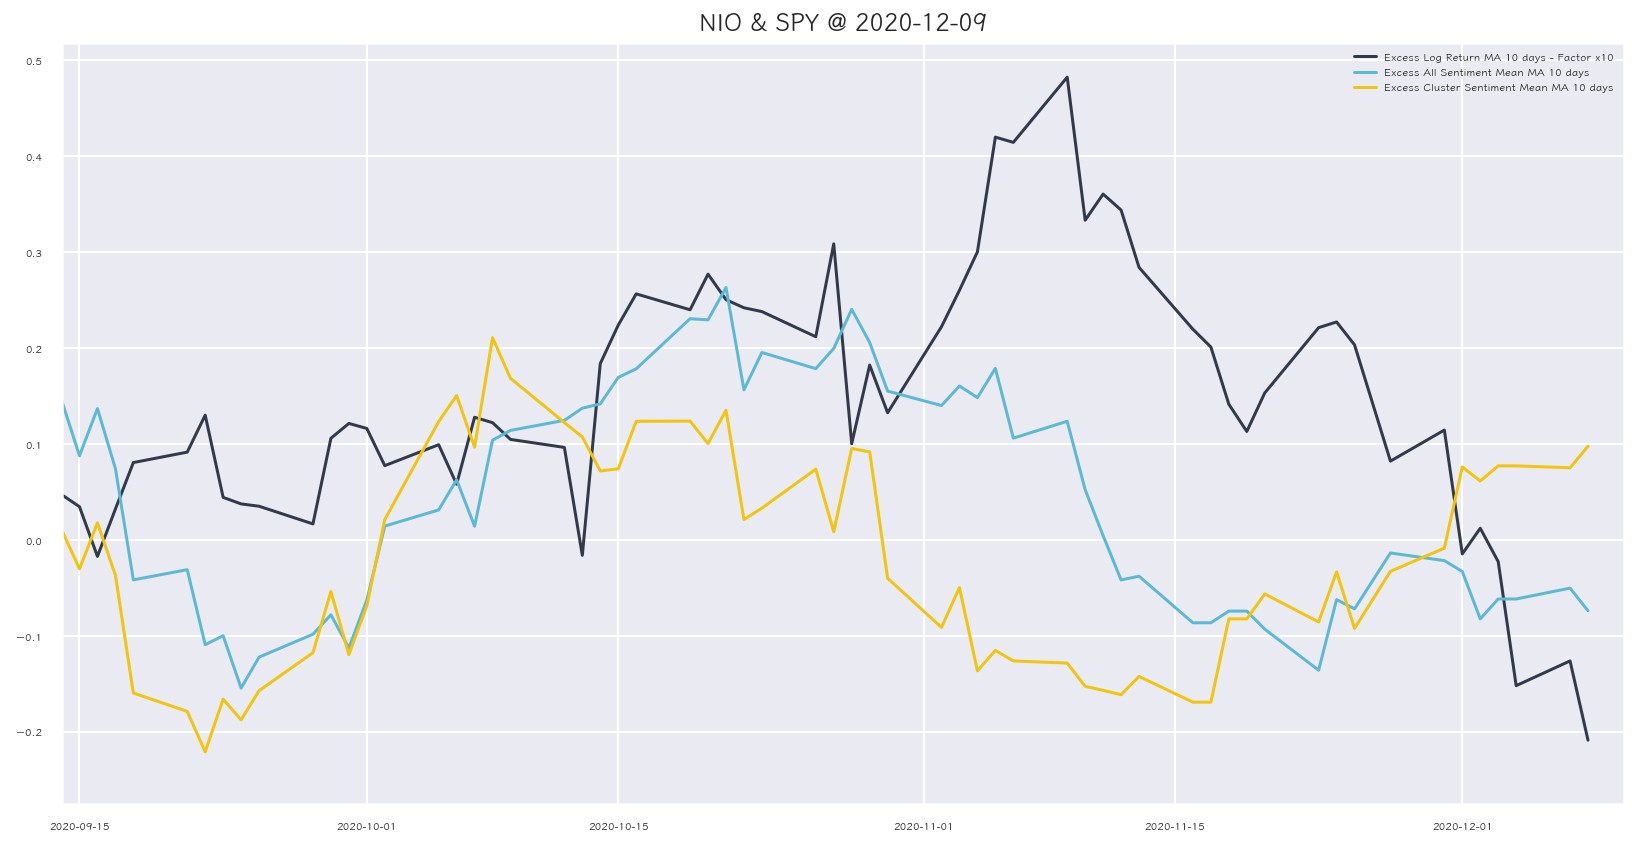 NIO & SPY @ 2020-12-09
Excess Log Return MA 10 days - Factor x10
Excess All Sentiment Mean MA 10 days
Excess Cluster Sentiment Mean MA 10 days
0.5
0.4
0.3
0.2
0.1
0.0
−0.1
−0.2
2020-09-15 2020-10-01 2020-10-15 2020-11-01 2020-11-15 2020-12-01